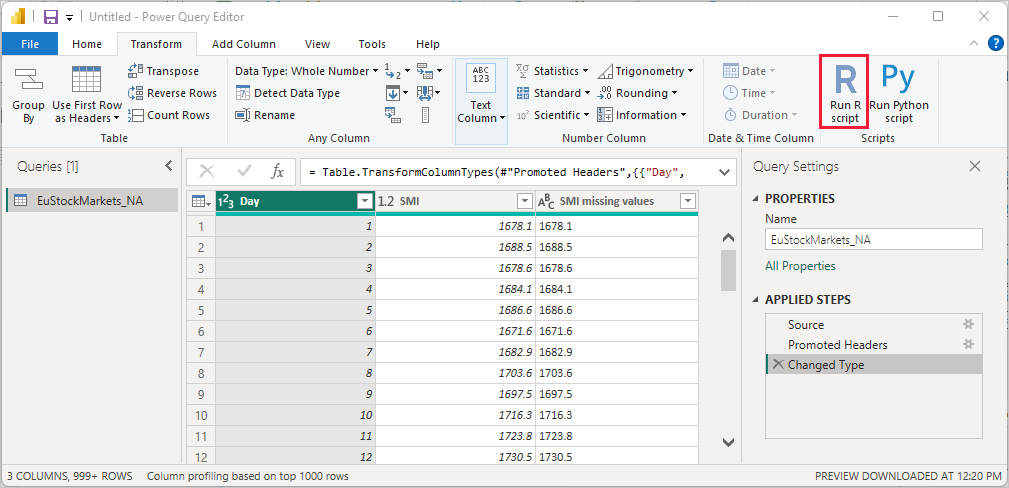 Untitled - Power Query Editor
File Home Transform Add Column View Tools Help
Group By
Use First Row as Headers
Transpose
Reverse Rows
Count Rows
Table
Data Type: Whole Number
Detect Data Type
Rename
Any Column
ABC 123
Text Column
Statistics
Standard
Scientific
Trigonometry
Rounding
Information
Number Column
Date
Time
Duration
Date & Time Column
R
Run R script
Py
Run Python script
Scripts
Queries [1]
EuStockMarkets_NA
fx
= Table.TransformColumnTypes(#"Promoted Headers",{{"Day",
1 2 3 Day 1.2 SMI A B C SMI missing values
1 1 1678.1 1678.1
2 2 1688.5 1688.5
3 3 1678.6 1678.6
4 4 1684.1 1684.1
5 5 1686.6 1686.6
6 6 1671.6 1671.6
7 7 1682.9 1682.9
8 8 1703.6 1703.6
9 9 1697.5 1697.5
10 10 1716.3 1716.3
11 11 1723.8 1723.8
12 12 1730.5 1730.5
Query Settings
PROPERTIES
Name
EuStockMarkets_NA
All Properties
APPLIED STEPS
Source
Promoted Headers
Changed Type
3 COLUMNS, 999+ ROWS Column profiling based on top 1000 rows PREVIEW DOWNLOADED AT 12:20 PM